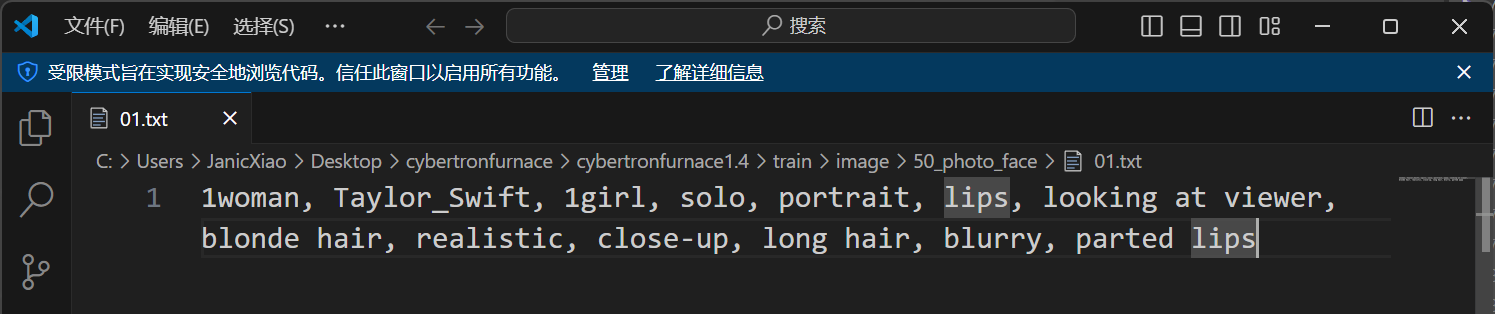 文件(F) 编辑(E) 选择(S) ··· 搜索
受限模式旨在实现安全地浏览代码。信任此窗口以启用所有功能。 管理 了解详细信息
01.txt
C: > Users > JanicXiao > Desktop > cybertronfurnace > cybertronfurnace1.4 > train > image > 50_photo_face > 01.txt
1 1woman, Taylor_Swift, 1girl, solo, portrait, lips, looking at viewer,
blonde hair, realistic, close-up, long hair, blurry, parted lips